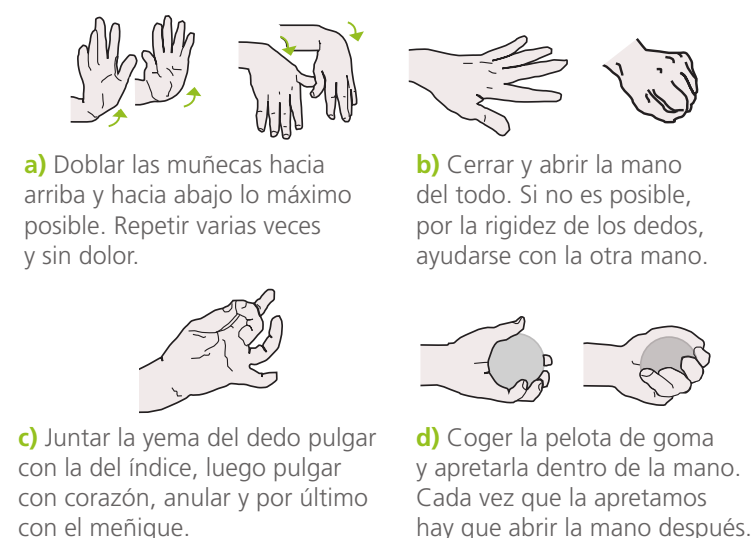 a) Doblar las muñecas hacia
arriba y hacia abajo lo máximo
posible. Repetir varias veces
y sin dolor.
b) Cerrar y abrir la mano
del todo. Si no es posible,
por la rigidez de los dedos,
ayudarse con la otra mano.
c) Juntar la yema del dedo pulgar
con la del índice, luego pulgar
con corazón, anular y por último
con el meñique.
d) Coger la pelota de goma
y apretarla dentro de la mano.
Cada vez que la apretamos
hay que abrir la mano después.